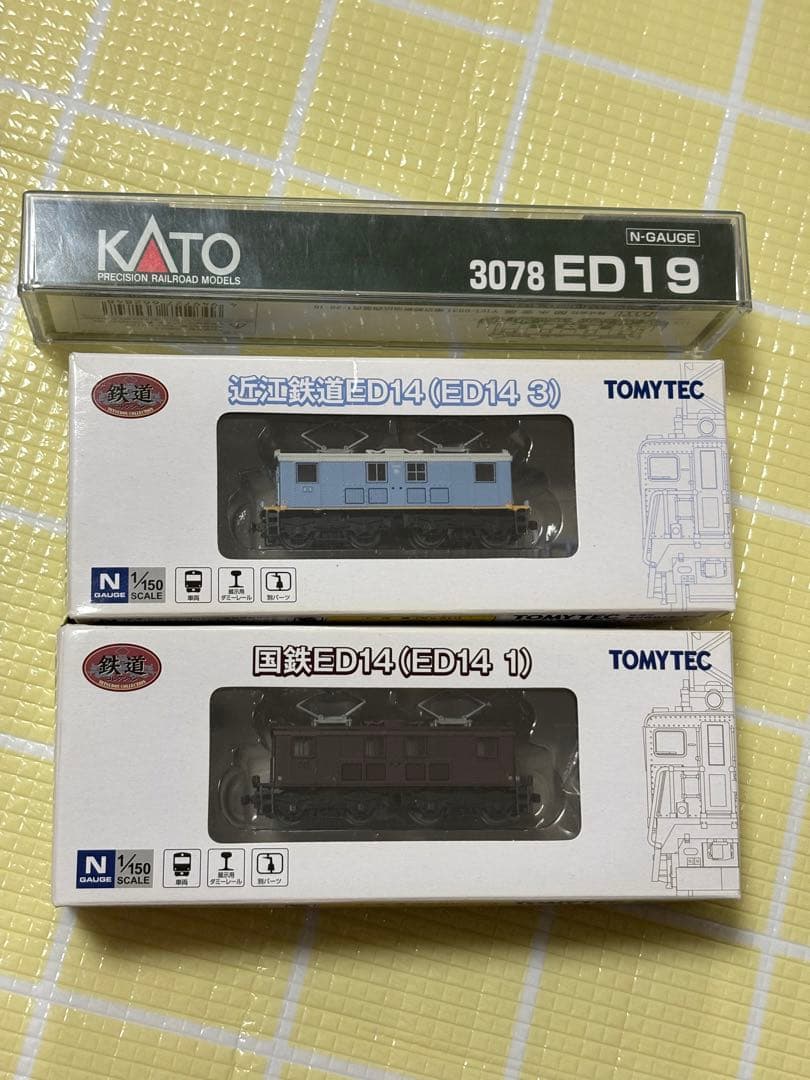 KATO
PRECISION RAILROAD MODELS
N-GAUGE
3078 ED19
鉄道
近江鉄道ED14(ED14 3)
TOMYTEC
N
GAUGE
1/150
SCALE
車両
展示用
ダミーレール
別パーツ
TOMYTEC
鉄道
国鉄ED14(ED14 1)
TOMYTEC
N
GAUGE
1/150
SCALE
車両
展示用
ダミーレール
別パーツ